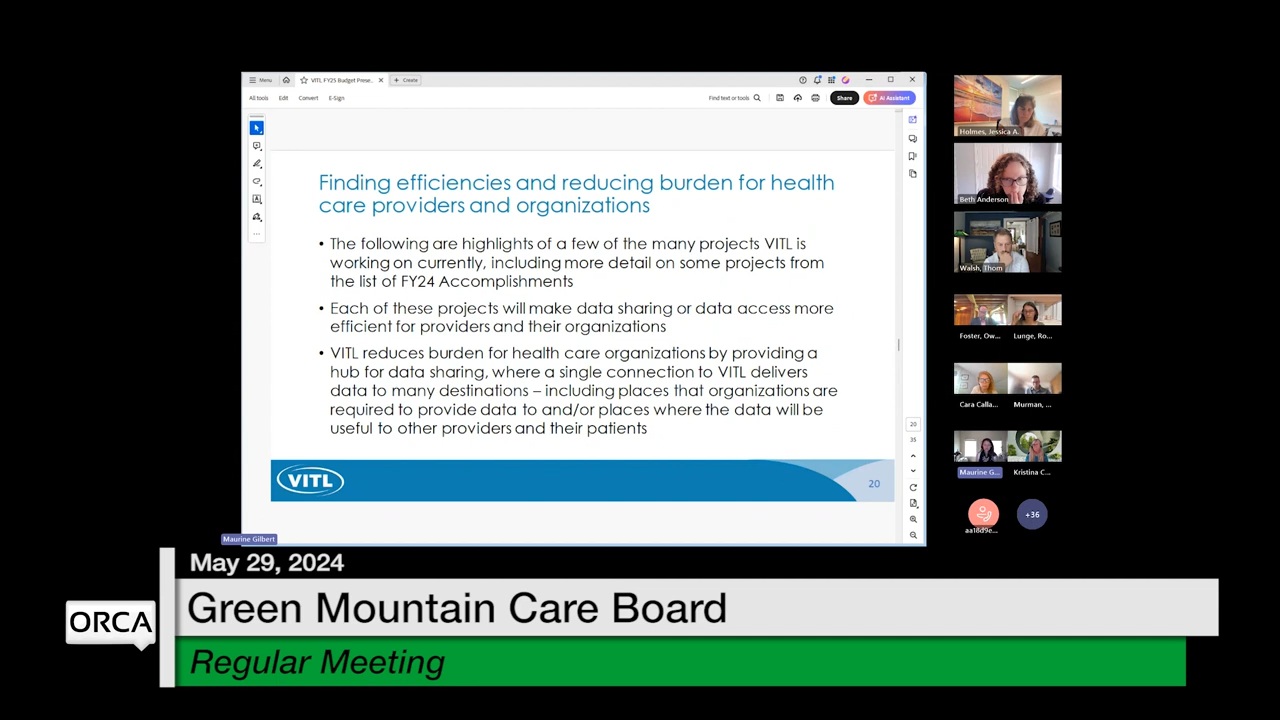 Menu
VITL FY25 Budget Prese...
Create
All tools
Edit
Convert
E-Sign
Find text or tools
Share
AI Assistant
Finding efficiencies and reducing burden for health
care providers and organizations
• The following are highlights of a few of the many projects VITL is
working on currently, including more detail on some projects from
the list of FY24 Accomplishments
• Each of these projects will make data sharing or data access more
efficient for providers and their organizations
• VITL reduces burden for health care organizations by providing a
hub for data sharing, where a single connection to VITL delivers
data to many destinations – including places that organizations are
required to provide data to and/or places where the data will be
useful to other providers and their patients
VITL
20
20
35
Maurine Gilbert
Holmes, Jessica A.
Beth Anderson
Walsh, Thom
Foster, Ow...
Lunge, Ro...
Cara Calla...
Murman, ...
Maurine G...
Kristina C...
aa18d9e...
+36
May 29, 2024
ORCA
Green Mountain Care Board
Regular Meeting